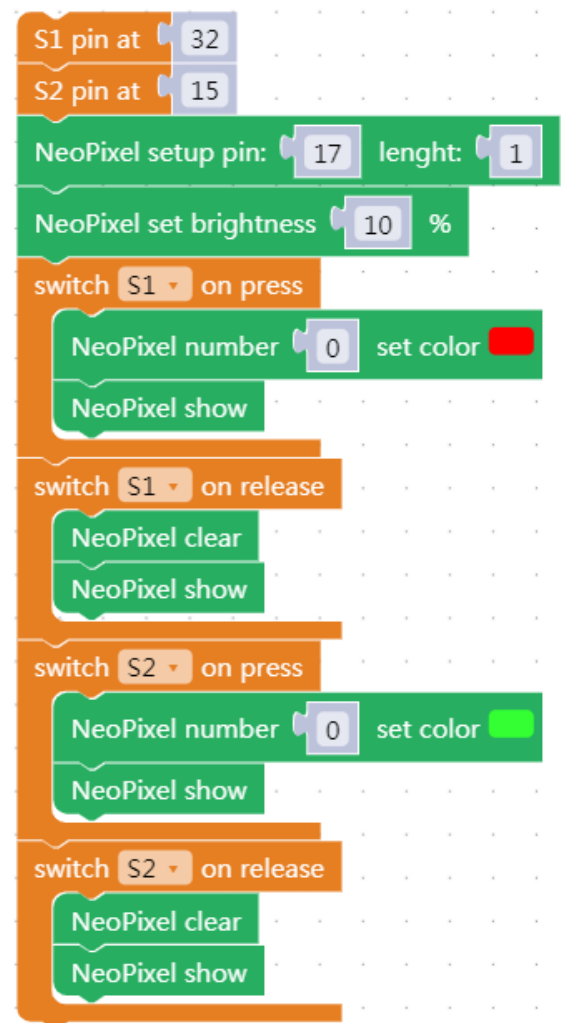 S1 pin at 32
S2 pin at 15
NeoPixel setup pin: 17 lenght: 1
NeoPixel set brightness 10 %
switch S1 on press
NeoPixel number 0 set color
NeoPixel show
switch S1 on release
NeoPixel clear
NeoPixel show
switch S2 on press
NeoPixel number 0 set color
NeoPixel show
switch S2 on release
NeoPixel clear
NeoPixel show